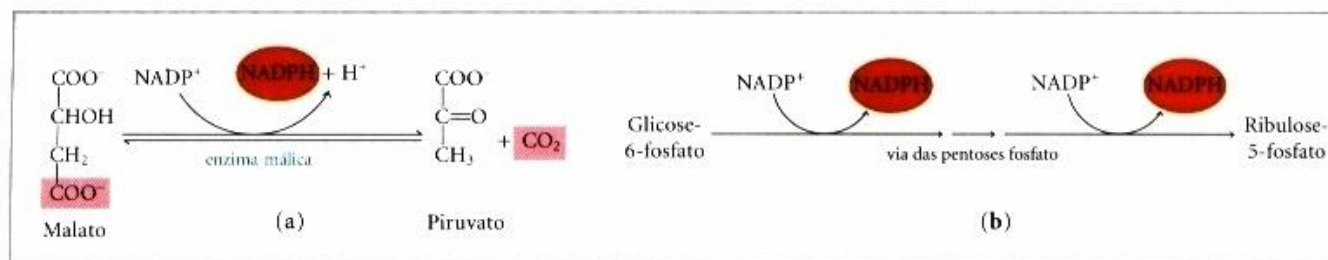 COO⁻
CHOH
CH₂
COO⁻
Malato
NADP⁺
NADPH + H⁺
enzima málica
(a)
COO⁻
C=O
CH₃
+ CO₂
Piruvato
Glicose-
6-fosfato
NADP⁺
NADPH
via das pentoses fosfato
NADP⁺
NADPH
Ribulose-
5-fosfato
(b)